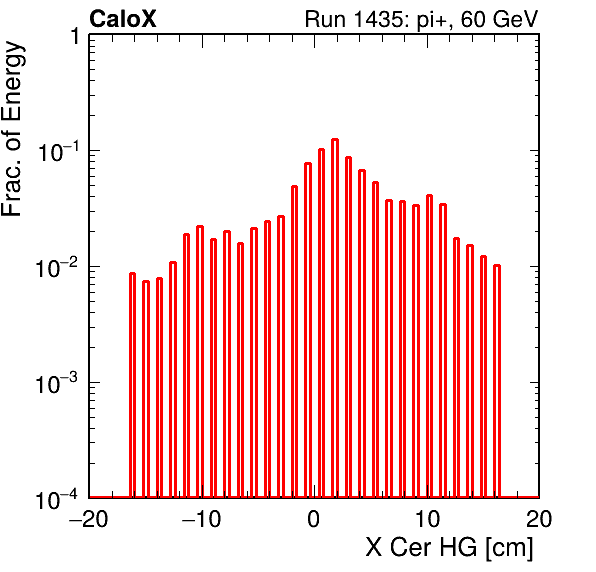 CaloX Run 1435: pi+, 60 GeV
Frac. of Energy
1
10⁻¹
10⁻²
10⁻³
10⁻⁴
−20 −10 0 10 20
X Cer HG [cm]